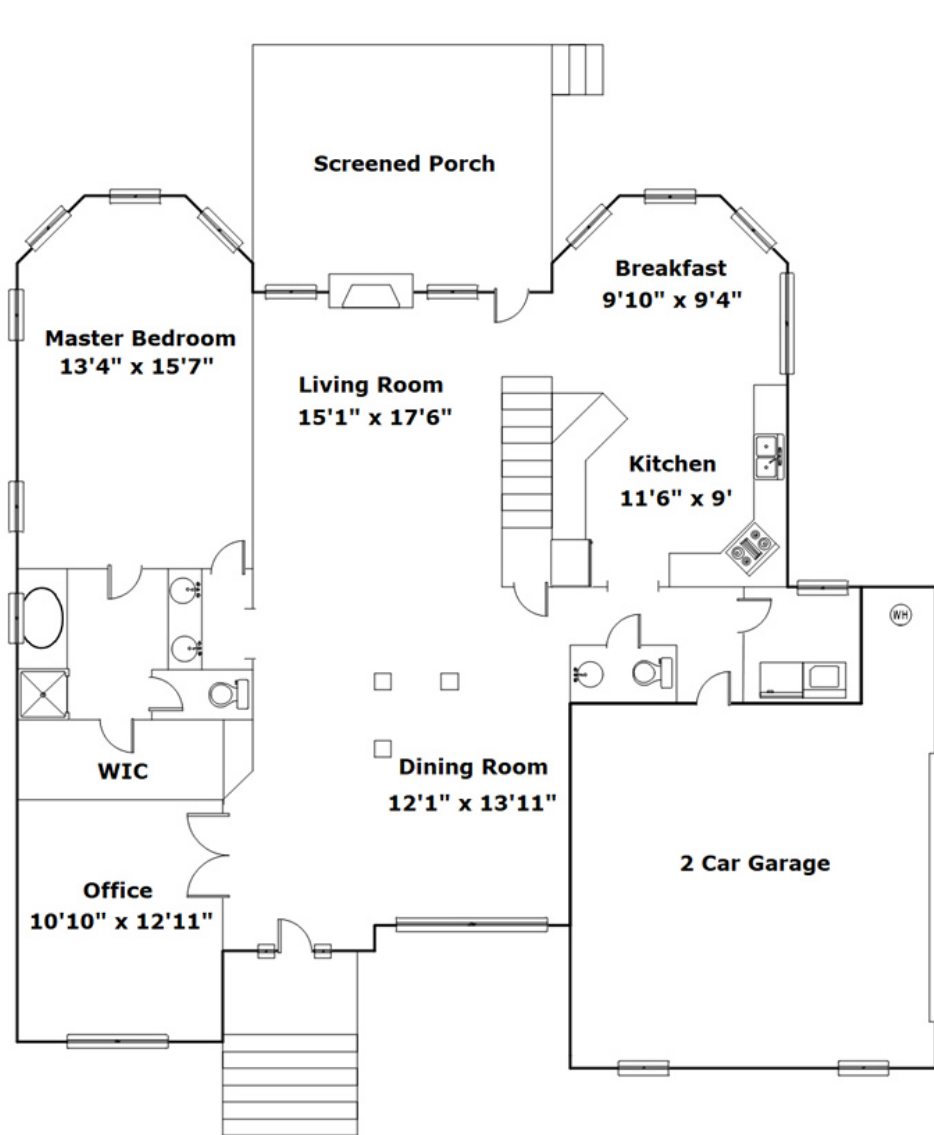 Screened Porch
Breakfast
9'10" x 9'4"
Master Bedroom
13'4" x 15'7"
Living Room
15'1" x 17'6"
Kitchen
11'6" x 9'
WH
WIC
Dining Room
12'1" x 13'11"
2 Car Garage
Office
10'10" x 12'11"